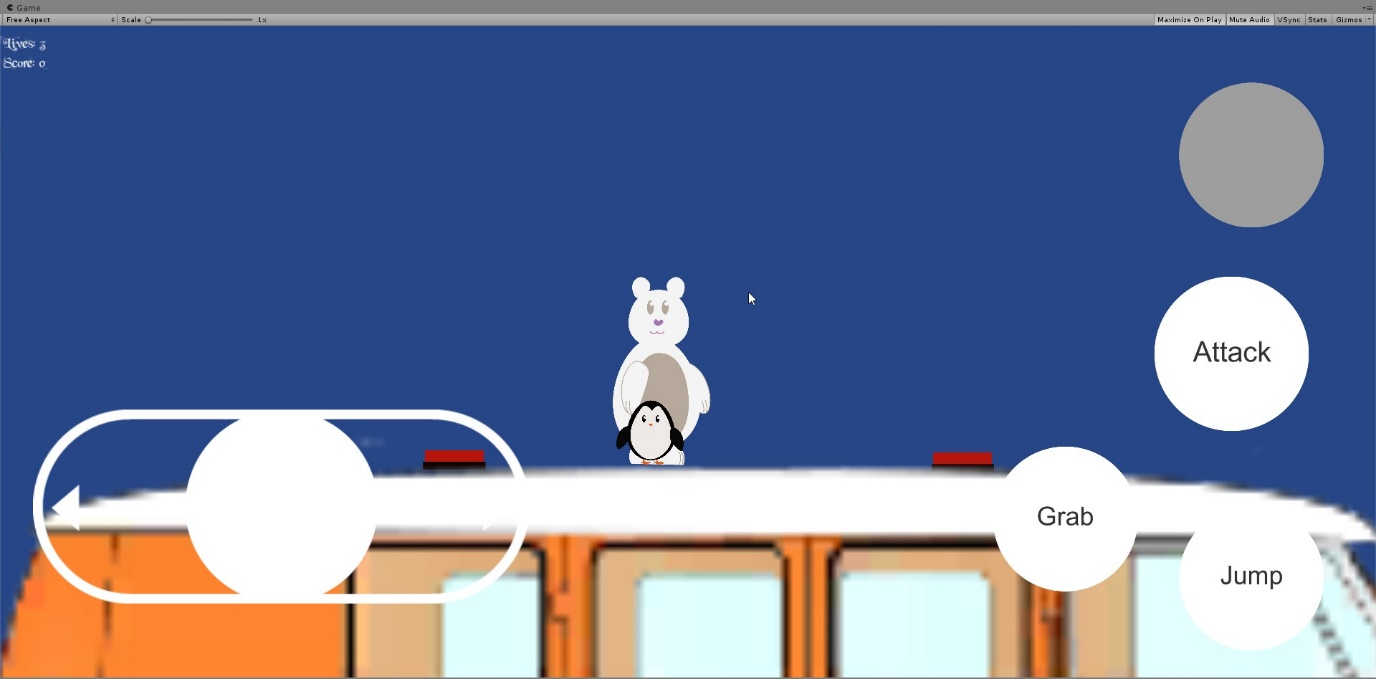 Game
Free Aspect
Scale
1x
Maximize On Play
Mute Audio
VSync
Stats
Gizmos
Lives: 3
Score: 0
Attack
Grab
Jump